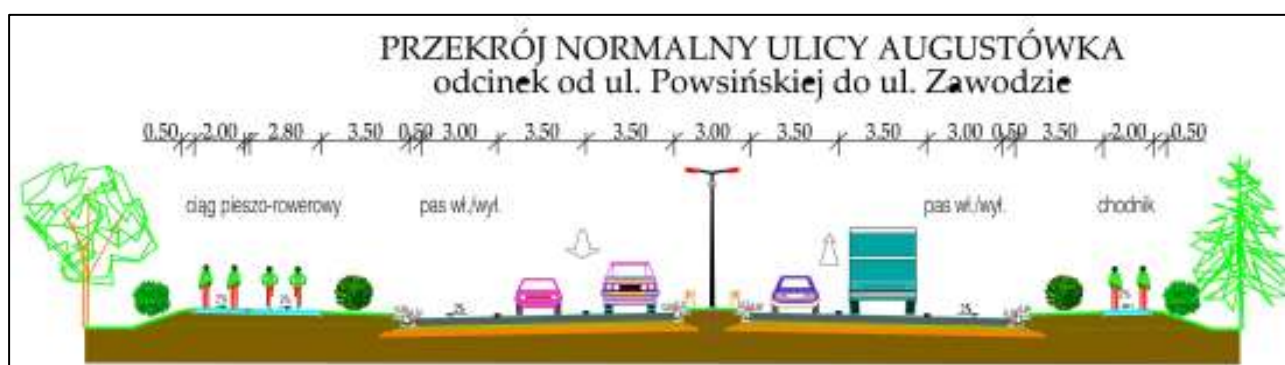 PRZEKRÓJ NORMALNY ULICY AUGUSTÓWKA
odcinek od ul. Powsińskiej do ul. Zawodzie
0.50 2.00 2.80 3.50 0.50 3.00 3.50 3.50 3.00 3.50 3.50 3.00 0.50 3.50 2.00 0.50
ciąg pieszo-rowerowy pas wł./wył. pas wł./wył. chodnik